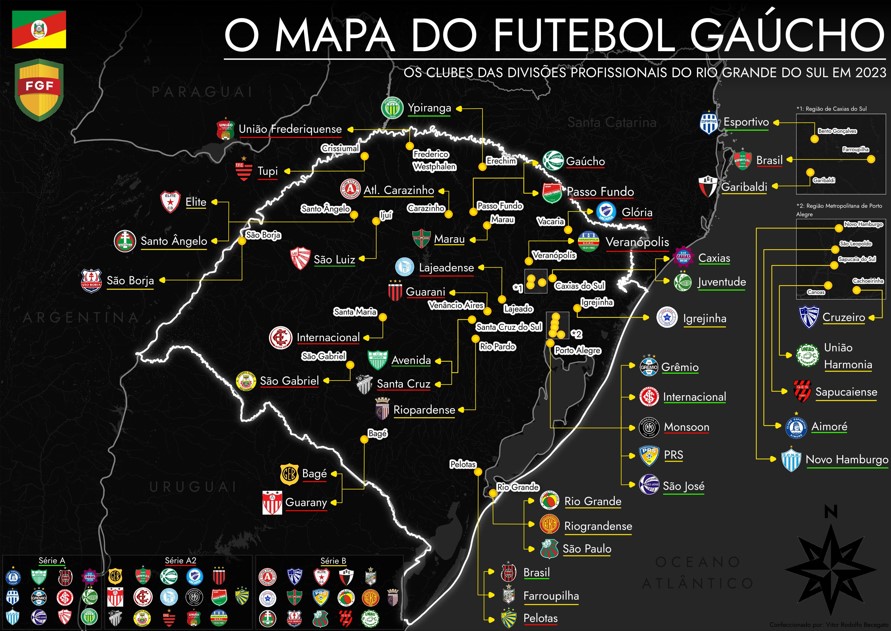 O MAPA DO FUTEBOL GAÚCHO
OS CLUBES DAS DIVISÕES PROFISSIONAIS DO RIO GRANDE DO SUL EM 2023
FGF
PARAGUAI
Santa Catarina
ARGENTINA
URUGUAI
OCEANO
ATLÂNTICO
N
Ypiranga
União Frederiquense
Crissiumal
Frederico
Westphalen
Erechim
Gaúcho
Tupi
Atl. Carazinho
Passo Fundo
Elite
Santo Ângelo
Ijuí
Carazinho
Passo Fundo
Marau
Vacaria
Glória
Santo Ângelo
São Borja
Marau
Veranópolis
Veranópolis
São Luiz
Lajeadense
Caxias
São Borja
Guarani
*1
Caxias do Sul
Juventude
Venâncio Aires
Lajeado
Igrejinha
Santa Maria
Santa Cruz do Sul
Igrejinha
Internacional
Rio Pardo
*2
São Gabriel
Avenida
Porto Alegre
São Gabriel
Santa Cruz
Grêmio
Riopardense
Internacional
Bagé
Monsoon
Pelotas
PRS
Bagé
São José
Rio Grande
Guarany
Rio Grande
Riograndense
São Paulo
Brasil
Farroupilha
Pelotas
*1: Região de Caxias do Sul
Esportivo
Bento Gonçalves
Farroupilha
Brasil
Garibaldi
Garibaldi
*2: Região Metropolitana de Porto
Alegre
Novo Hamburgo
São Leopoldo
Sapucaia do Sul
Cachoeirinha
Canoas
Cruzeiro
União
Harmonia
Sapucaiense
Aimoré
Novo Hamburgo
Série A
Série A2
Série B